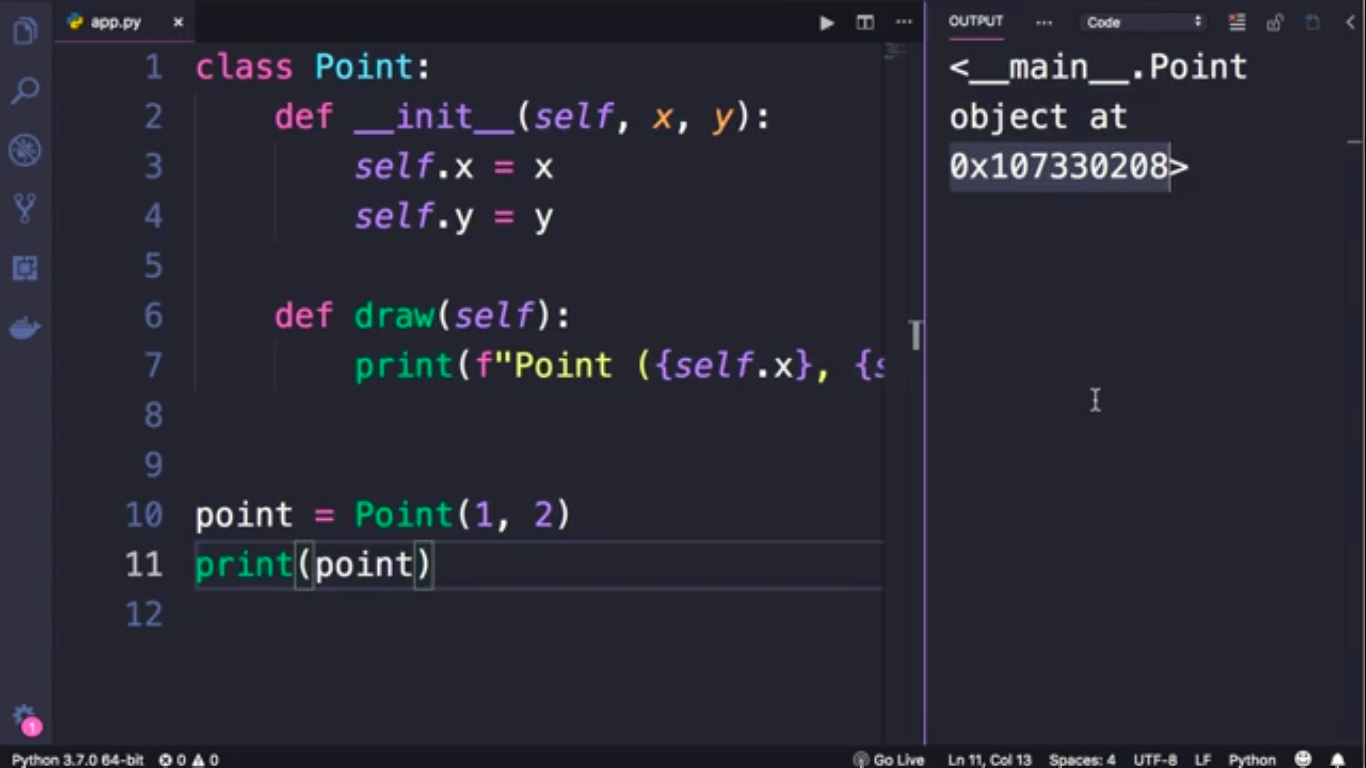 app.py
OUTPUT
Code
1 class Point:
2     def __init__(self, x, y):
3         self.x = x
4         self.y = y
5
6     def draw(self):
7         print(f"Point ({self.x}, {s
8
9
10 point = Point(1, 2)
11 print(point)
12
<__main__.Point
object at
0x107330208>
1
Python 3.7.0 64-bit 0 0 Go Live Ln 11, Col 13 Spaces: 4 UTF-8 LF Python